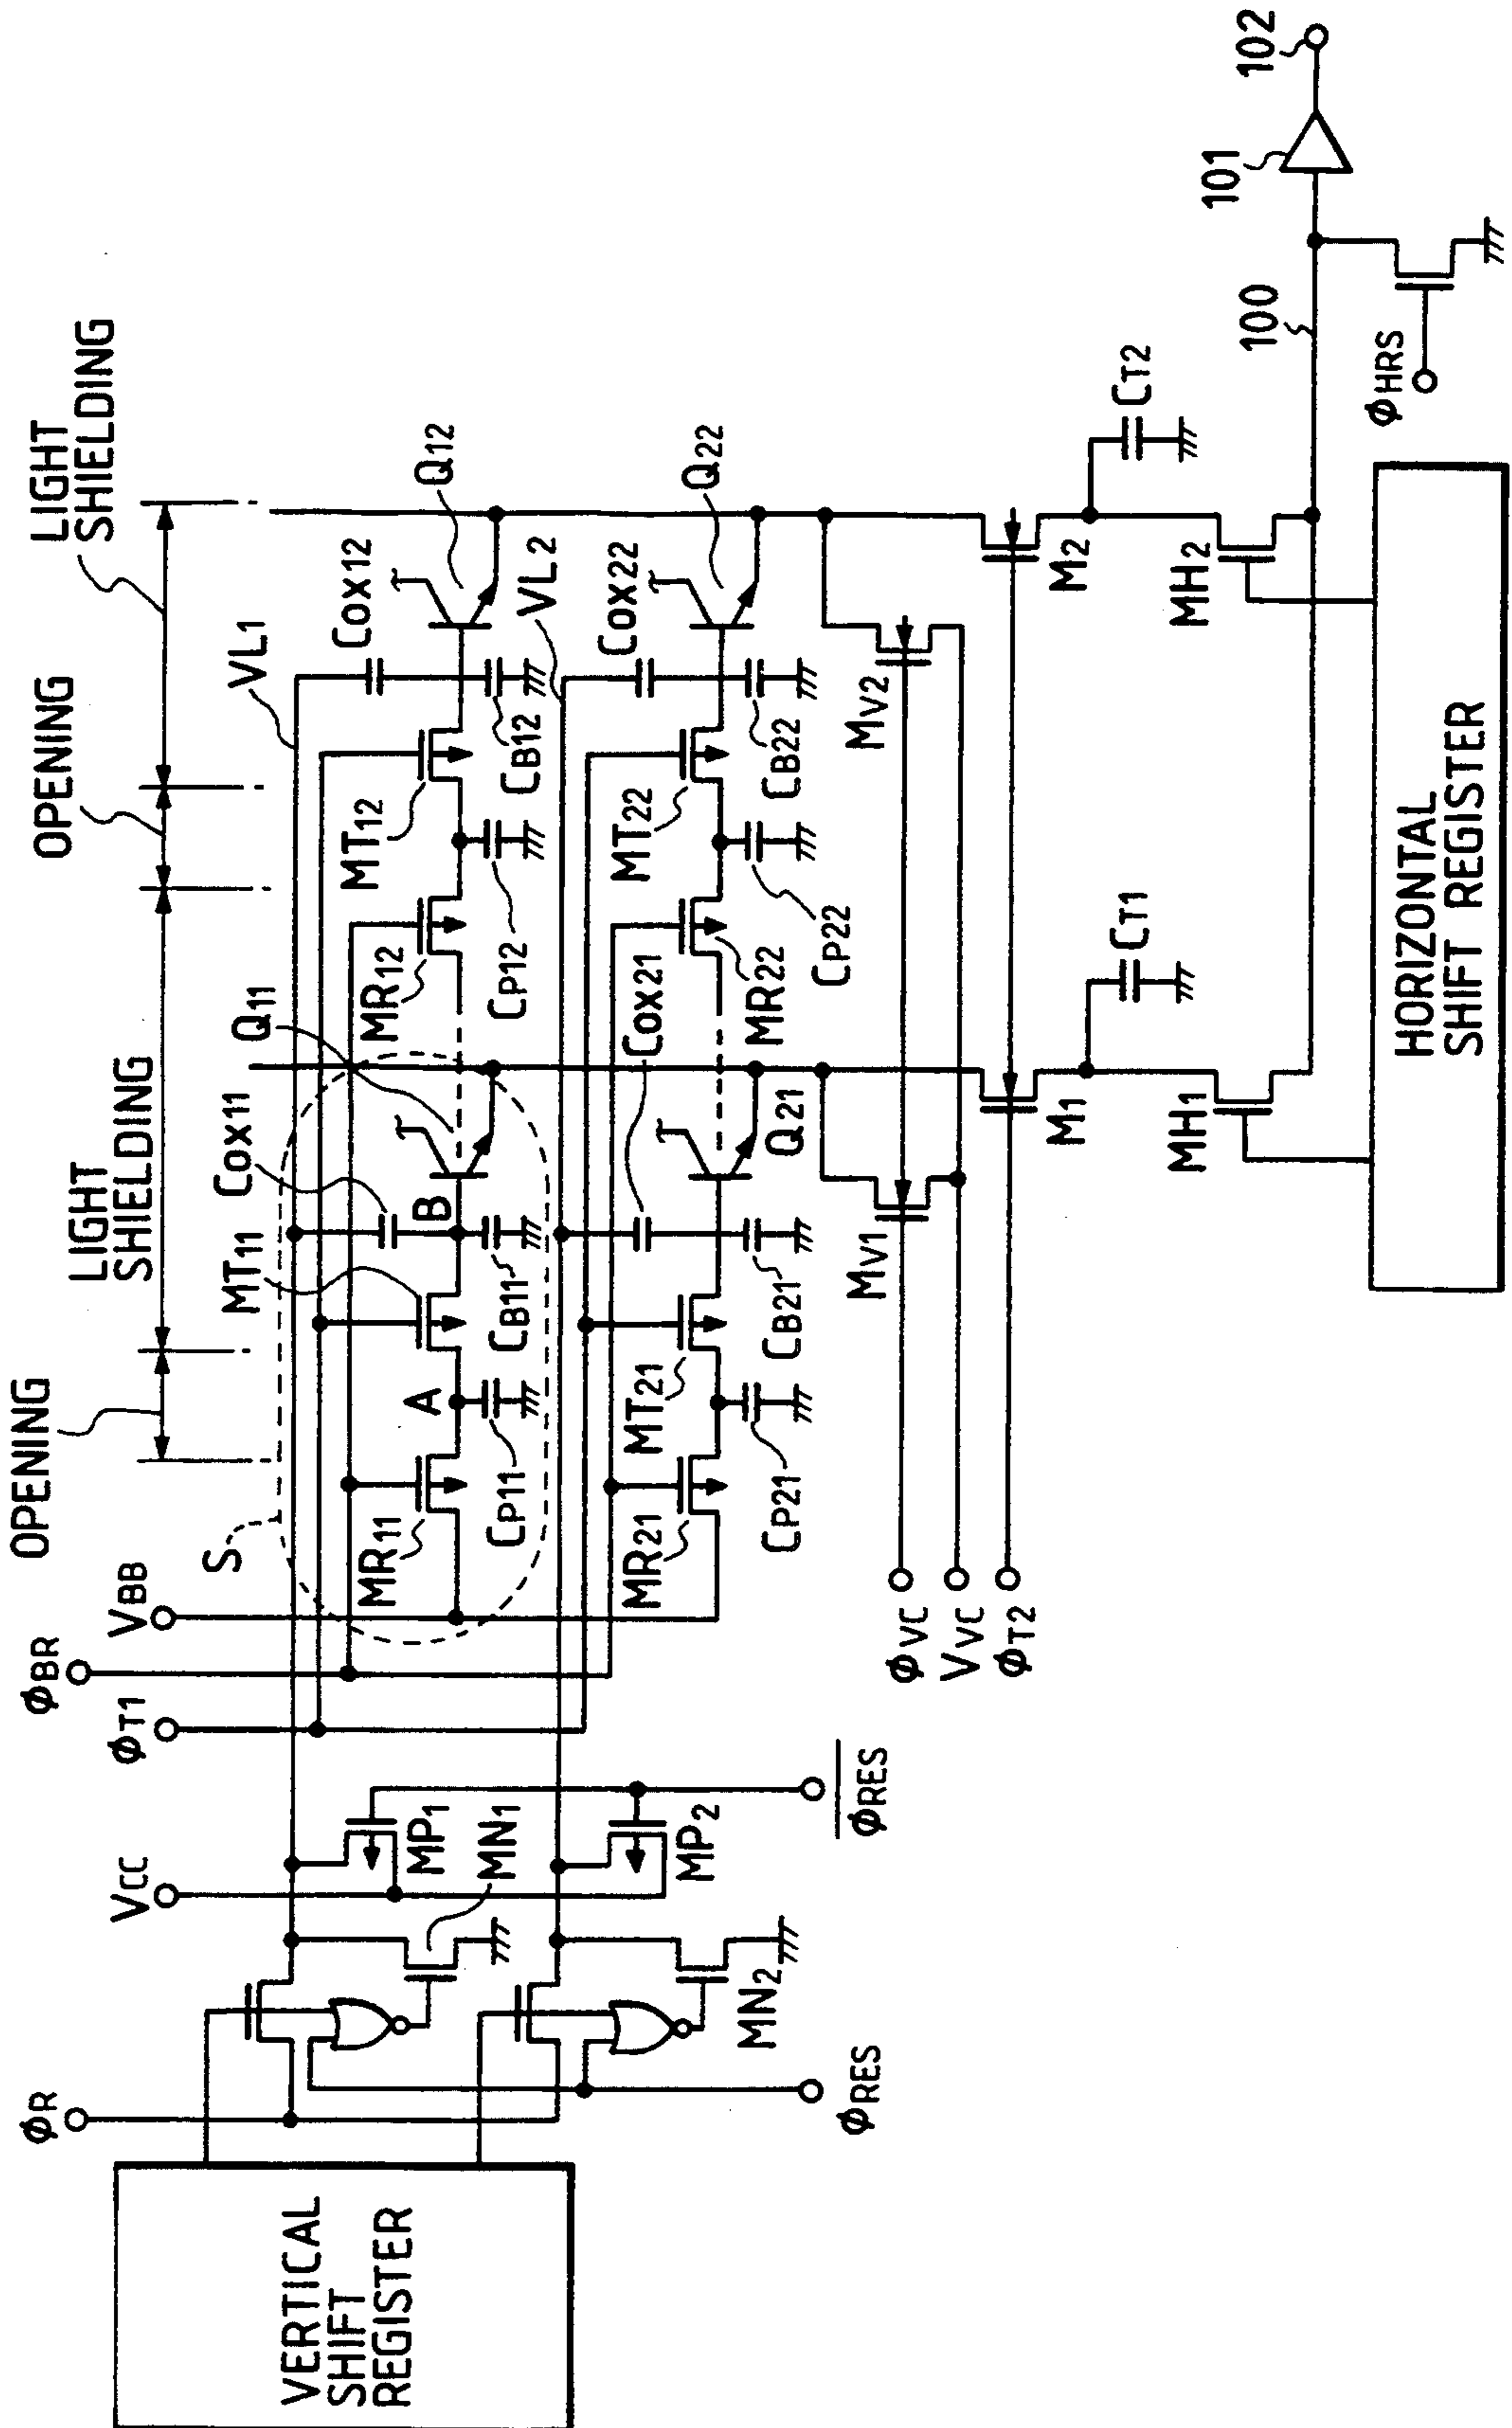 OPENING
LIGHT
SHIELDING
OPENING
LIGHT
SHIELDING
S
VBB
ϕBR
ϕT1
VCC
ϕR
VL1
VL2
MT11
COX11
Q11
MR12
MT12
COX12
Q12
A
B
MR11
CP11
CB11
CP12
CB12
MP1
MN1
MP2
MN2
ϕRES
ϕRES
VERTICAL
SHIFT
REGISTER
MR21
CP21
MT21
CB21
COX21
Q21
MR22
CP22
MT22
CB22
COX22
Q22
ϕVC
VVC
ϕT2
MV1
MV2
M1
M2
CT1
CT2
MH1
MH2
HORIZONTAL
SHIFT REGISTER
ϕHRS
100
101
102